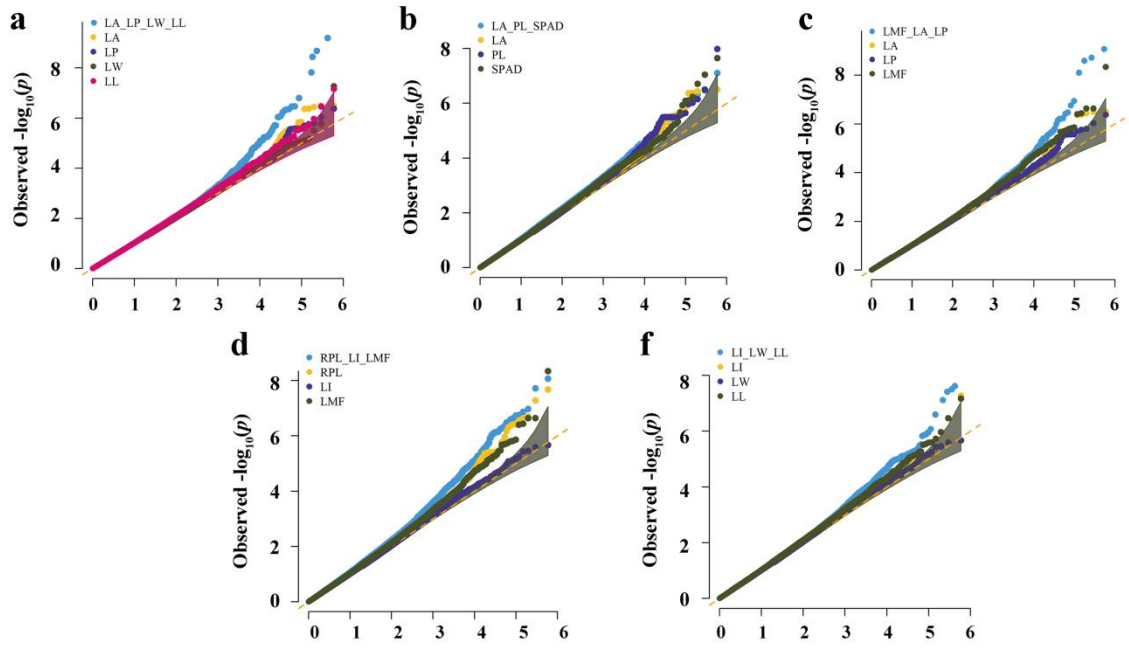 a
LA_LP_LW_LL
LA
LP
LW
LL
Observed -log10(p)
8
6
4
2
0
0 1 2 3 4 5 6
b
LA_PL_SPAD
LA
PL
SPAD
Observed -log10(p)
8
6
4
2
0
0 1 2 3 4 5 6
c
LMF_LA_LP
LA
LP
LMF
Observed -log10(p)
8
6
4
2
0
0 1 2 3 4 5 6
d
RPL_LI_LMF
RPL
LI
LMF
Observed -log10(p)
8
6
4
2
0
0 1 2 3 4 5 6
f
LI_LW_LL
LI
LW
LL
Observed -log10(p)
8
6
4
2
0
0 1 2 3 4 5 6